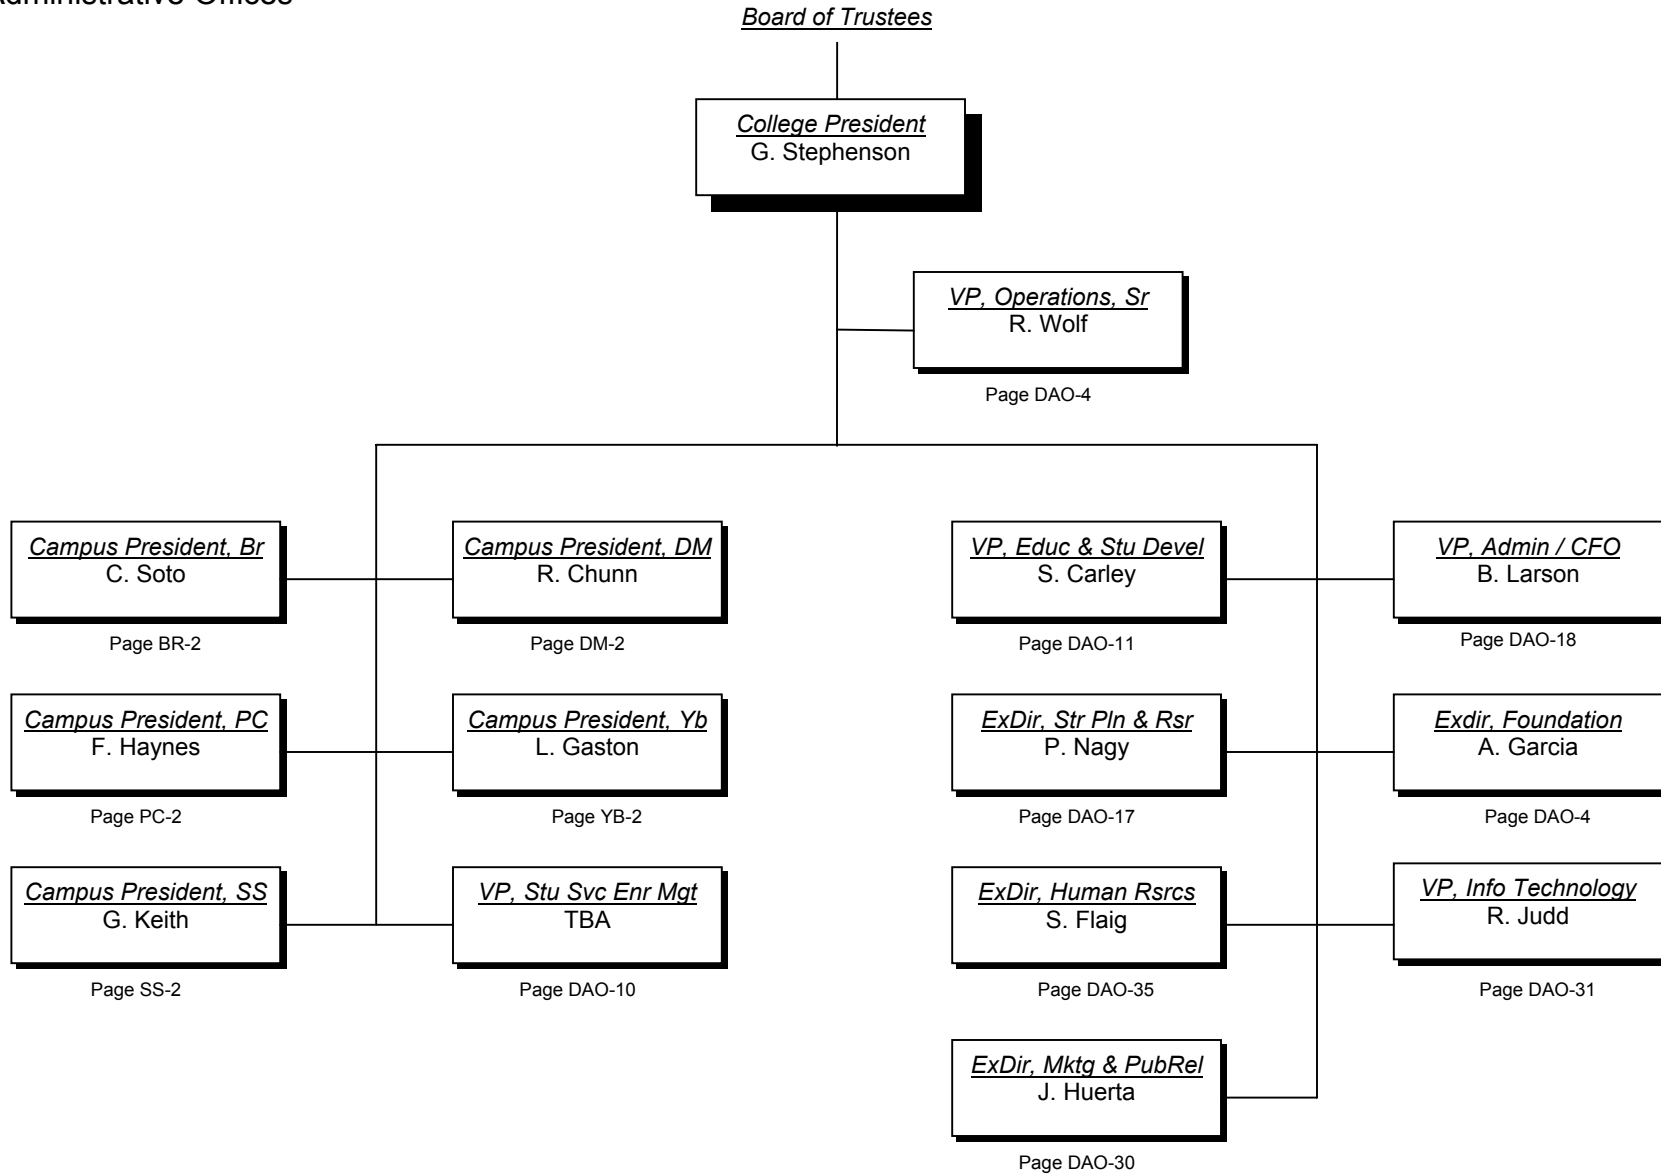 Administrative Offices
Board of Trustees
College President
G. Stephenson
VP, Operations, Sr
R. Wolf
Page DAO-4
Campus President, Br
C. Soto
Page BR-2
Campus President, DM
R. Chunn
Page DM-2
VP, Educ & Stu Devel
S. Carley
Page DAO-11
VP, Admin / CFO
B. Larson
Page DAO-18
Campus President, PC
F. Haynes
Page PC-2
Campus President, Yb
L. Gaston
Page YB-2
ExDir, Str Pln & Rsr
P. Nagy
Page DAO-17
Exdir, Foundation
A. Garcia
Page DAO-4
Campus President, SS
G. Keith
Page SS-2
VP, Stu Svc Enr Mgt
TBA
Page DAO-10
ExDir, Human Rsrcs
S. Flaig
Page DAO-35
VP, Info Technology
R. Judd
Page DAO-31
ExDir, Mktg & PubRel
J. Huerta
Page DAO-30